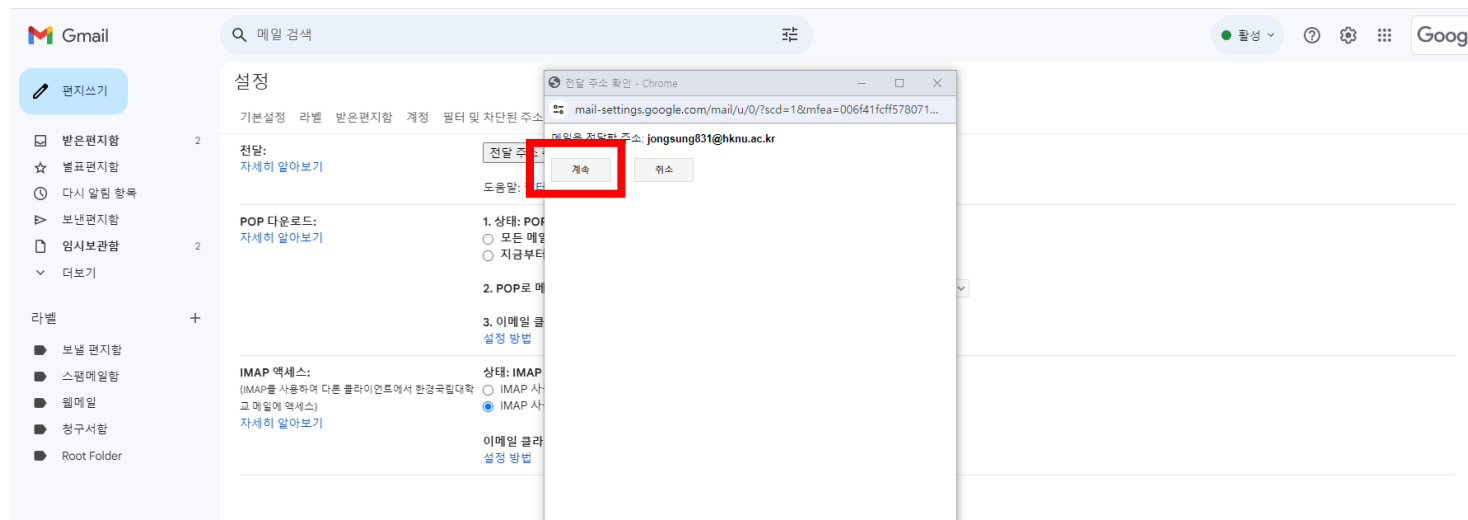 Gmail
메일 검색
활성
Goog
편지쓰기
받은편지함 2
별표편지함
다시 알림 항목
보낸편지함
임시보관함 2
더보기
라벨
보낼 편지함
스팸메일함
웹메일
청구서함
Root Folder
설정
기본설정 라벨 받은편지함 계정 필터 및 차단된 주소
전달:
자세히 알아보기
전달 주소
도움말:
POP 다운로드:
자세히 알아보기
1. 상태: POP
모든 메일
지금부터
2. POP로 메
3. 이메일 클
설정 방법
IMAP 액세스:
(IMAP를 사용하여 다른 클라이언트에서 한경국립대학
교 메일에 액세스)
자세히 알아보기
상태: IMAP
IMAP 사
IMAP 사
이메일 클라
설정 방법
전달 주소 확인 - Chrome
mail-settings.google.com/mail/u/0/?scd=1&mfea=006f41fcff578071...
메일을 전달할 주소: jongsung831@hknu.ac.kr
계속 취소